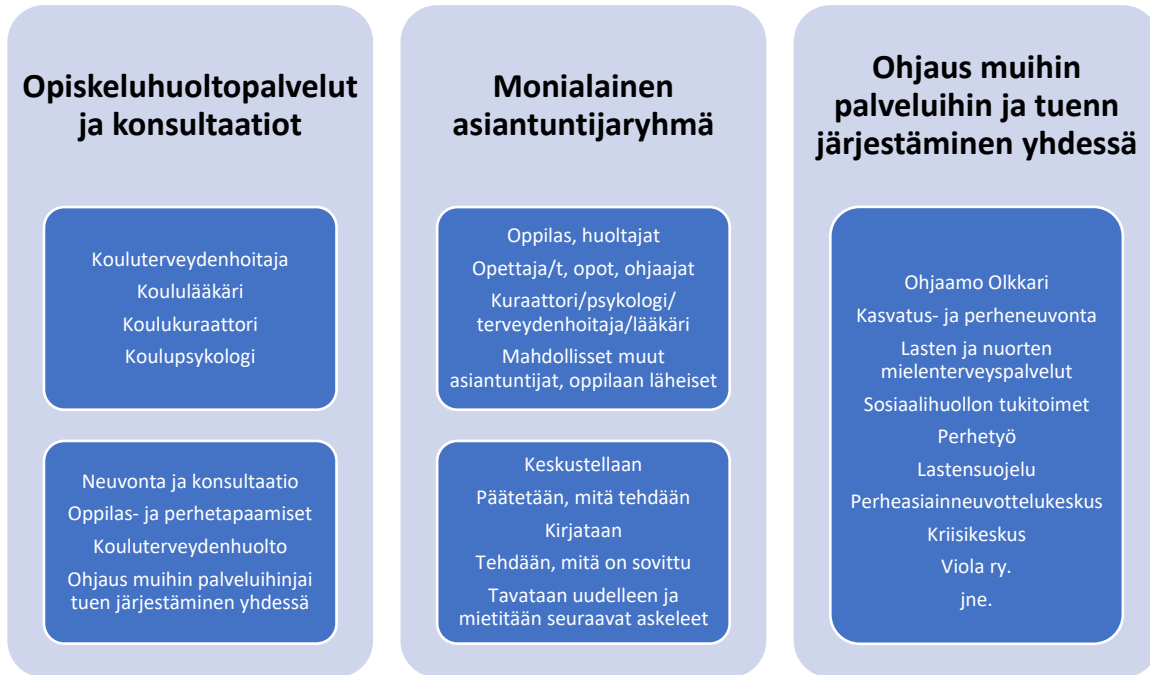 Opiskeluhuoltopalvelut
ja konsultaatiot
Kouluterveydenhoitaja
Koululääkäri
Koulukuraattori
Koulupsykologi
Neuvonta ja konsultaatio
Oppilas- ja perhetapaamiset
Kouluterveydenhuolto
Ohjaus muihin palveluihinjai
tuen järjestäminen yhdessä
Monialainen
asiantuntijaryhmä
Oppilas, huoltajat
Opettaja/t, opot, ohjaajat
Kuraattori/psykologi/
terveydenhoitaja/lääkäri
Mahdollisset muut
asiantuntijat, oppilaan läheiset
Keskustellaan
Päätetään, mitä tehdään
Kirjataan
Tehdään, mitä on sovittu
Tavataan uudelleen ja
mietitään seuraavat askeleet
Ohjaus muihin
palveluihin ja tuenn
järjestäminen yhdessä
Ohjaamo Olkkari
Kasvatus- ja perheneuvonta
Lasten ja nuorten
mielenterveyspalvelut
Sosiaalihuollon tukitoimet
Perhetyö
Lastensuojelu
Perheasiainneuvottelukeskus
Kriisikeskus
Viola ry.
jne.